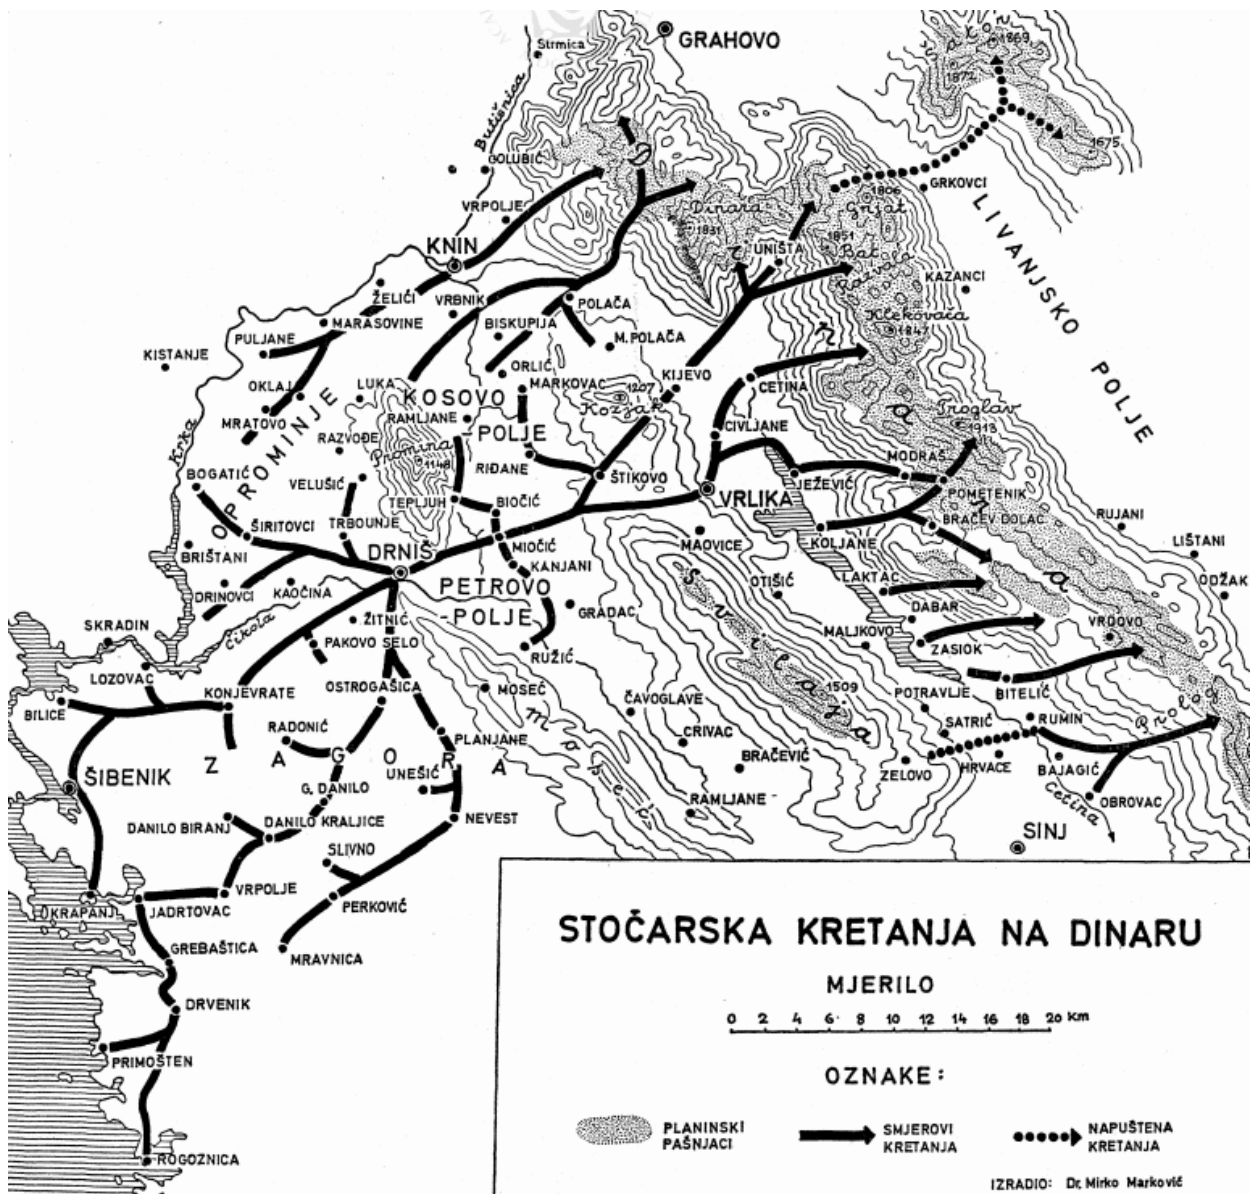 GRAHOVO
Strmica
1869
1872
Butišnica
1675
GOLUBIĆ
GRKOVCI
1806
Gnjat
VRPOLJE
Dinara
1831
1851
LIVANJSKO POLJE
KNIN
UNIŠTA
Bat
Razvala
KAZANCI
ŽELIĆI
VRBNIK
POLAČA
MARASOVINE
BISKUPIJA
Klekovača
1847
PULJANE
M. POLAČA
KISTANJE
ORLIĆ
OKLAJ
LUKA
KOSOVO
MARKOVAC
KIJEVO
CETINA
1207
Kozjak
MRATOVO
RAMLJANE
-POLJE
Troglav
1913
CIVLJANE
RAZVOĐE
Promina
1148
Krka
OPROMINJE
BOGATIĆ
RIĐANE
MODRAŠ
VELUŠIĆ
ŠTIKOVO
JEŽEVIĆ
POMETENIK
TEPLJUH
BIOČIĆ
VRLIKA
ŠIRITOVCI
TRBOUNJE
BRAČEV DOLAC
RUJANI
KOLJANE
BRIŠTANI
DRNIŠ
MIOČIĆ
MAOVICE
LIŠTANI
KANJANI
DRINOVCI
KAOČINA
PETROVO
OTIŠIĆ
LAKTAC
ODŽAK
-POLJE
GRADAC
DABAR
SKRADIN
Čikola
ŽITNIĆ
MALJKOVO
VRDOVO
PAKOVO SELO
RUŽIĆ
ZASIOK
LOZOVAC
Svilaja
1509
KONJEVRATE
OSTROGAŠICA
MOSEĆ
BITELIĆ
BILICE
ČAVOGLAVE
POTRAVLJE
RUMIN
Prolog
SATRIĆ
RADONIĆ
PLANJANE
CRIVAC
ZAGORA
Moseć
ŠIBENIK
UNEŠIĆ
BRAČEVIĆ
ZELOVO
HRVACE
BAJAGIĆ
G. DANILO
RAMLJANE
Cetina
OBROVAC
DANILO BIRANJ
DANILO KRALJICE
NEVEST
SINJ
SLIVNO
VRPOLJE
KRAPANJ
JADRTOVAC
PERKOVIĆ
GREBAŠTICA
MRAVNICA
DRVENIK
PRIMOŠTEN
ROGOZNICA
STOČARSKA KRETANJA NA DINARU
MJERILO
0 2 4 6 8 10 12 14 16 18 20 km
OZNAKE:
PLANINSKI
PAŠNJACI
SMJEROVI
KRETANJA
NAPUŠTENA
KRETANJA
IZRADIO: Dr. Mirko Marković